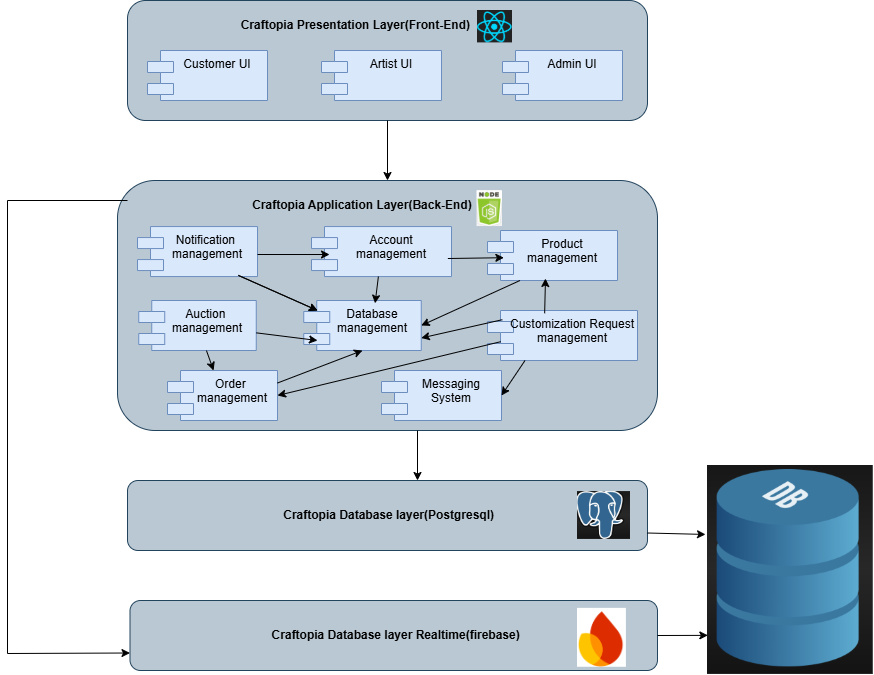 Craftopia Presentation Layer(Front-End)
Customer UI
Artist UI
Admin UI
Craftopia Application Layer(Back-End)
NODE
JS
Notification
management
Account
management
Product
management
Auction
management
Database
management
Customization Request
management
Order
management
Messaging
System
Craftopia Database layer(Postgresql)
DB
Craftopia Database layer Realtime(firebase)